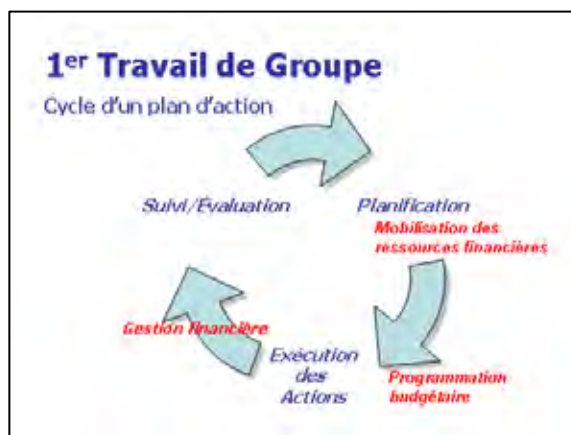 1er Travail de Groupe
Cycle d'un plan d'action
Suivi/Évaluation
Planification
Mobilisation des
ressources financières
Gestion financière
Exécution
des
Actions
Programmation
budgétaire